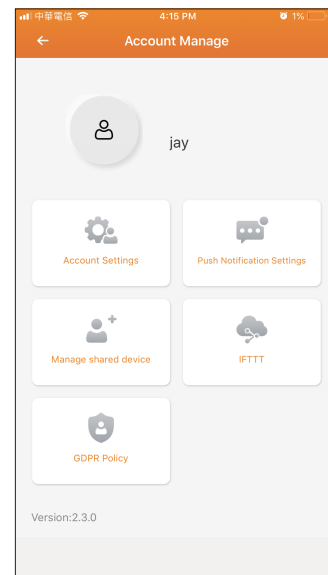 中華電信 4:15 PM 1%
Account Manage
jay
Account Settings Push Notification Settings
Manage shared device IFTTT
GDPR Policy
Version:2.3.0